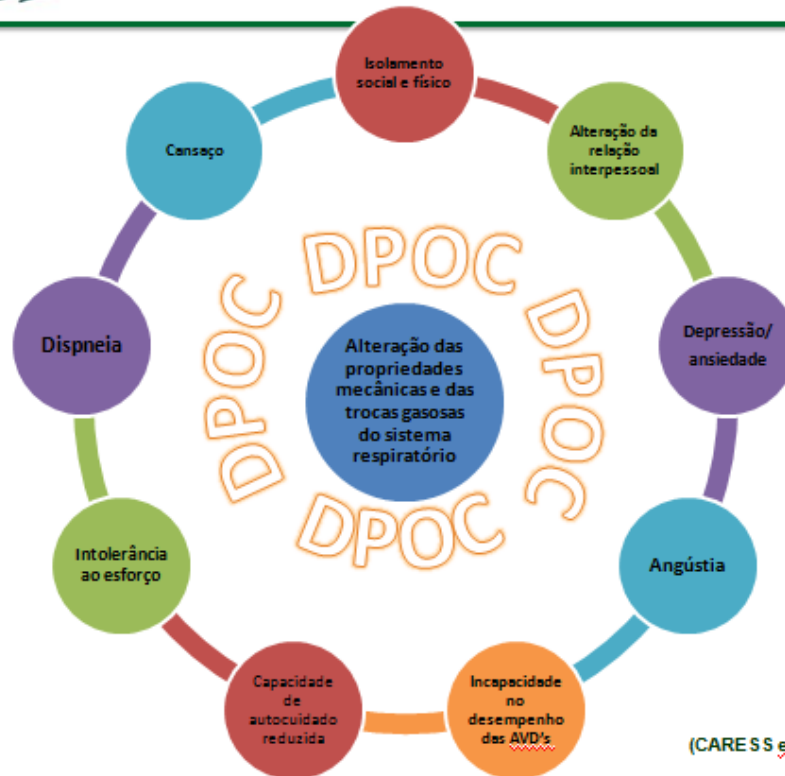 Isolamento
social e físico
Alteração da
relação
interpessoal
Depressão/
ansiedade
Angústia
Incapacidade
no
desempenho
das AVD's
Capacidade
de
autocuidado
reduzida
Intolerância
ao esforço
Dispneia
Cansaço
DPOC
DPOC
DPOC
DPOC
Alteração das
propriedades
mecânicas e das
trocas gasosas
do sistema
respiratório
(CARESS e